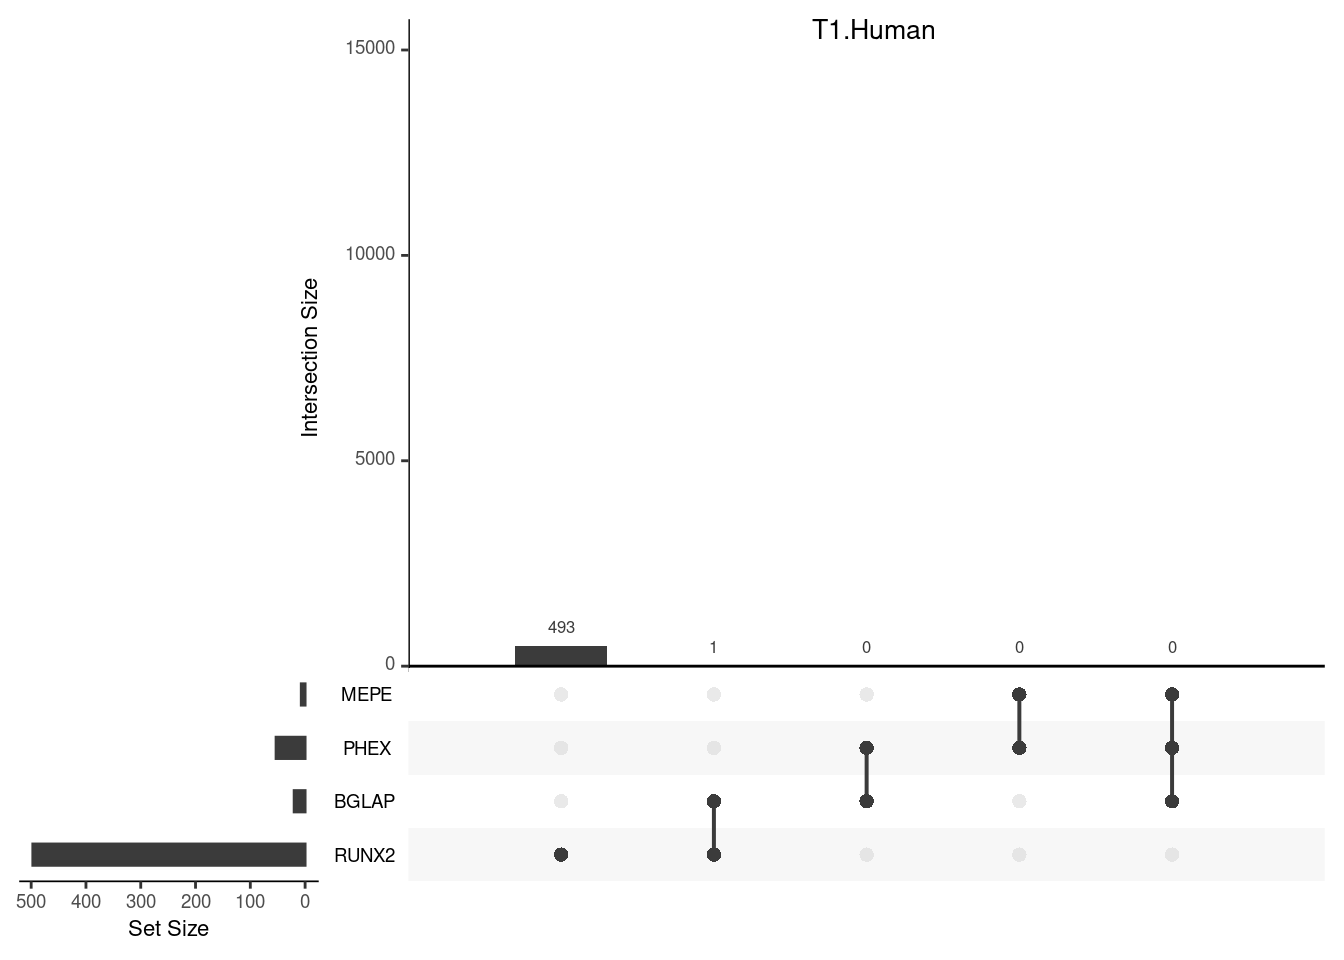 T1.Human
15000
10000
5000
0
Intersection Size
493
1
0
0
0
MEPE
PHEX
BGLAP
RUNX2
500 400 300 200 100 0
Set Size